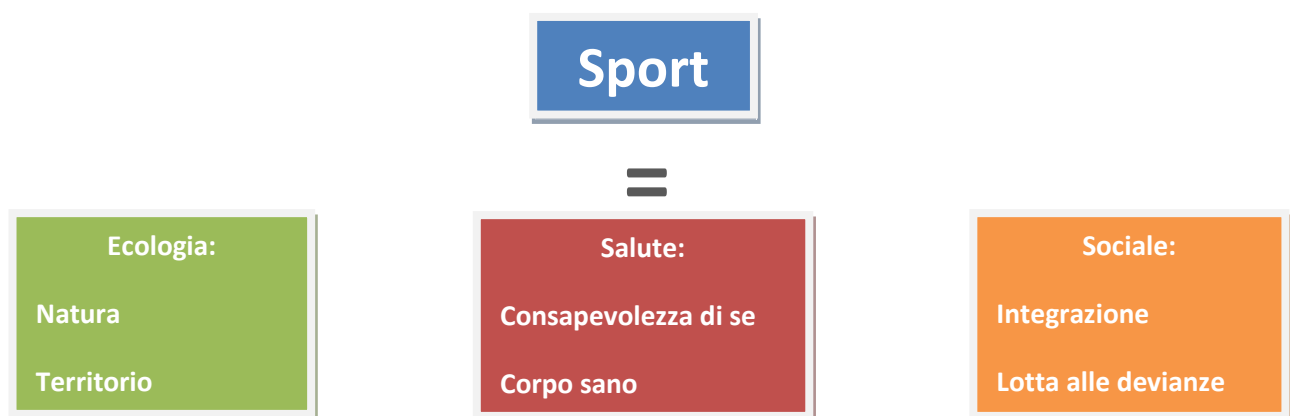 Sport
=
Ecologia:
Natura
Territorio
Salute:
Consapevolezza di se
Corpo sano
Sociale:
Integrazione
Lotta alle devianze